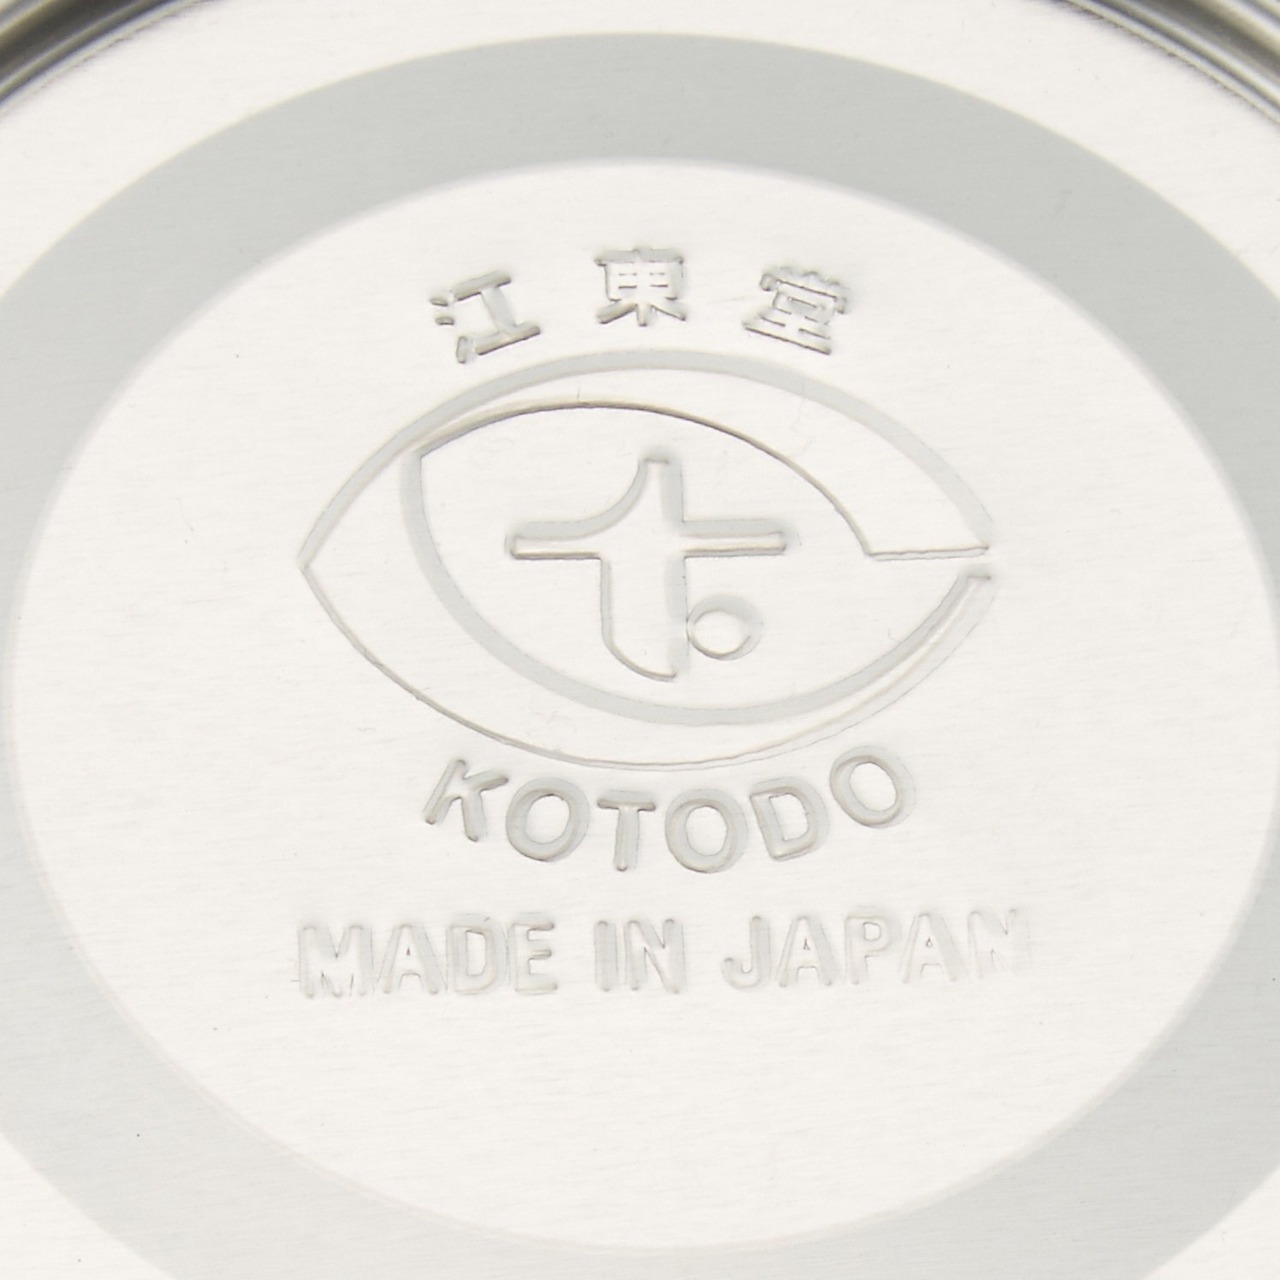 江東堂
t.
KOTODO
MADE IN JAPAN